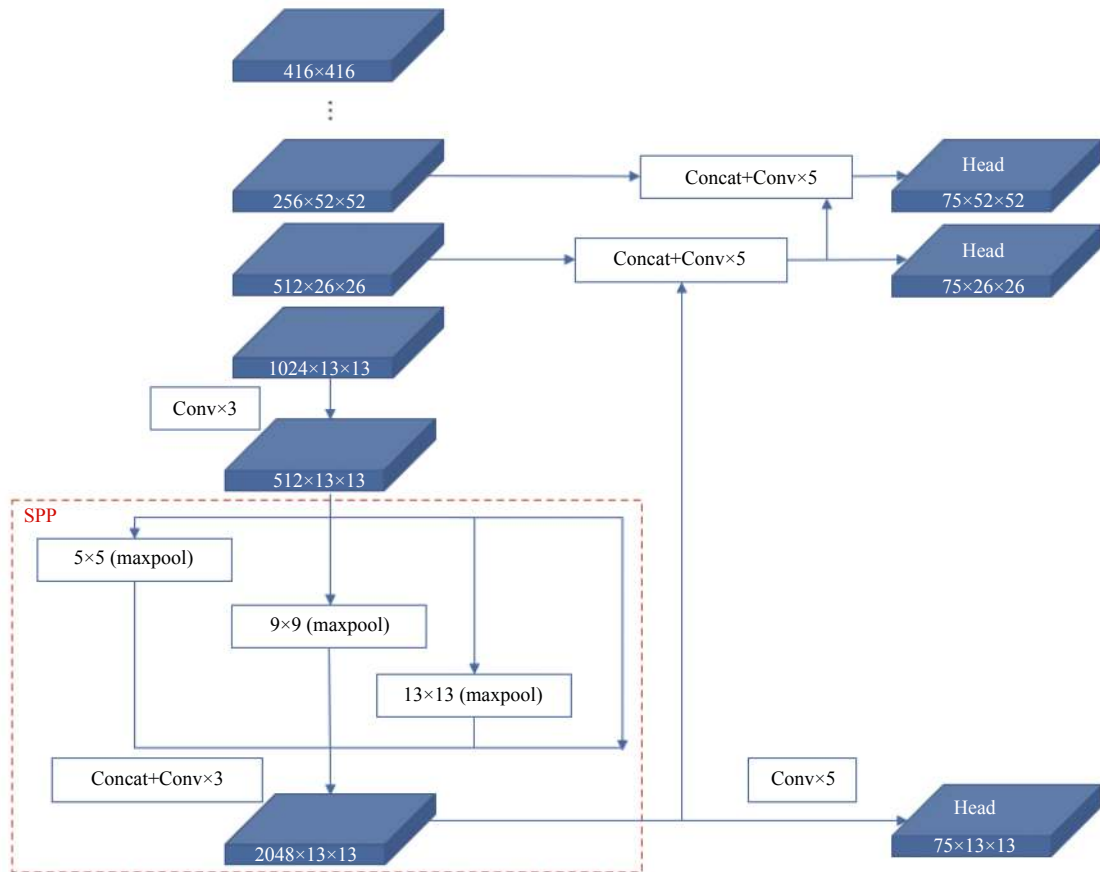 416×416
⋮
256×52×52
Concat+Conv×5
Head
75×52×52
512×26×26
Concat+Conv×5
Head
75×26×26
1024×13×13
Conv×3
512×13×13
SPP
5×5 (maxpool)
9×9 (maxpool)
13×13 (maxpool)
Concat+Conv×3
2048×13×13
Conv×5
Head
75×13×13